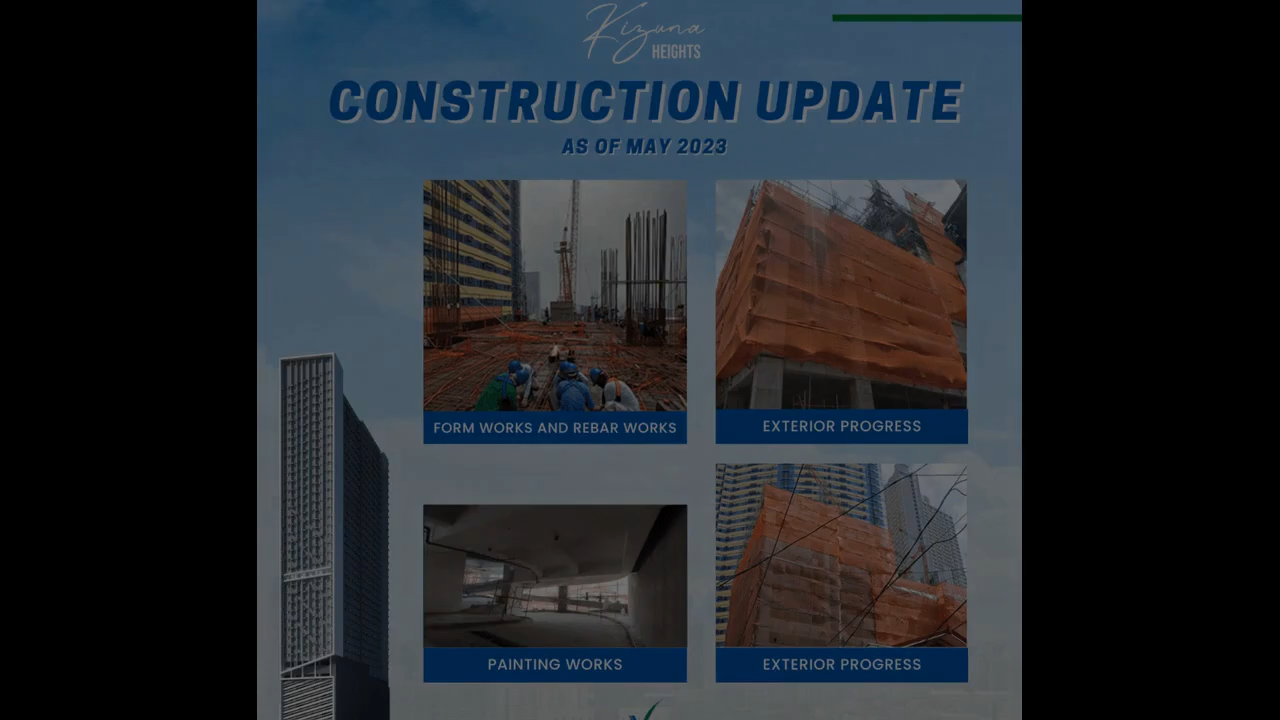 Kizuna
HEIGHTS
CONSTRUCTION UPDATE
AS OF MAY 2023
FORM WORKS AND REBAR WORKS
EXTERIOR PROGRESS
PAINTING WORKS
EXTERIOR PROGRESS